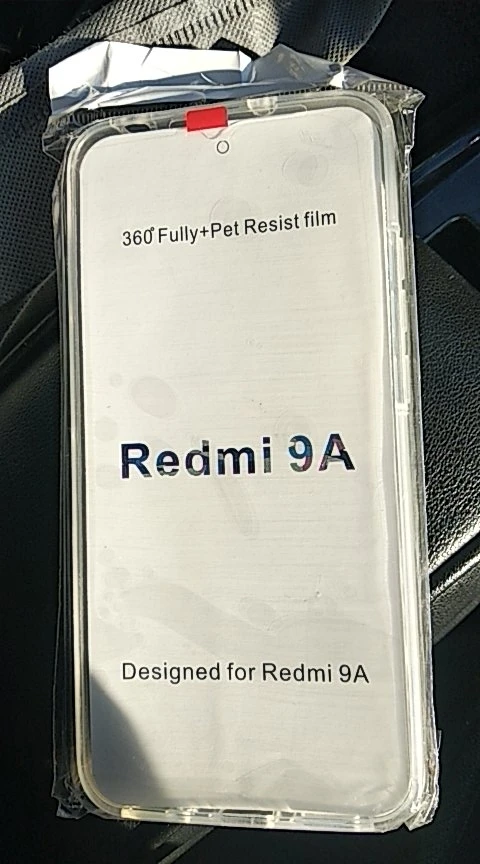 360° Fully+Pet Resist film
Redmi 9A
Designed for Redmi 9A